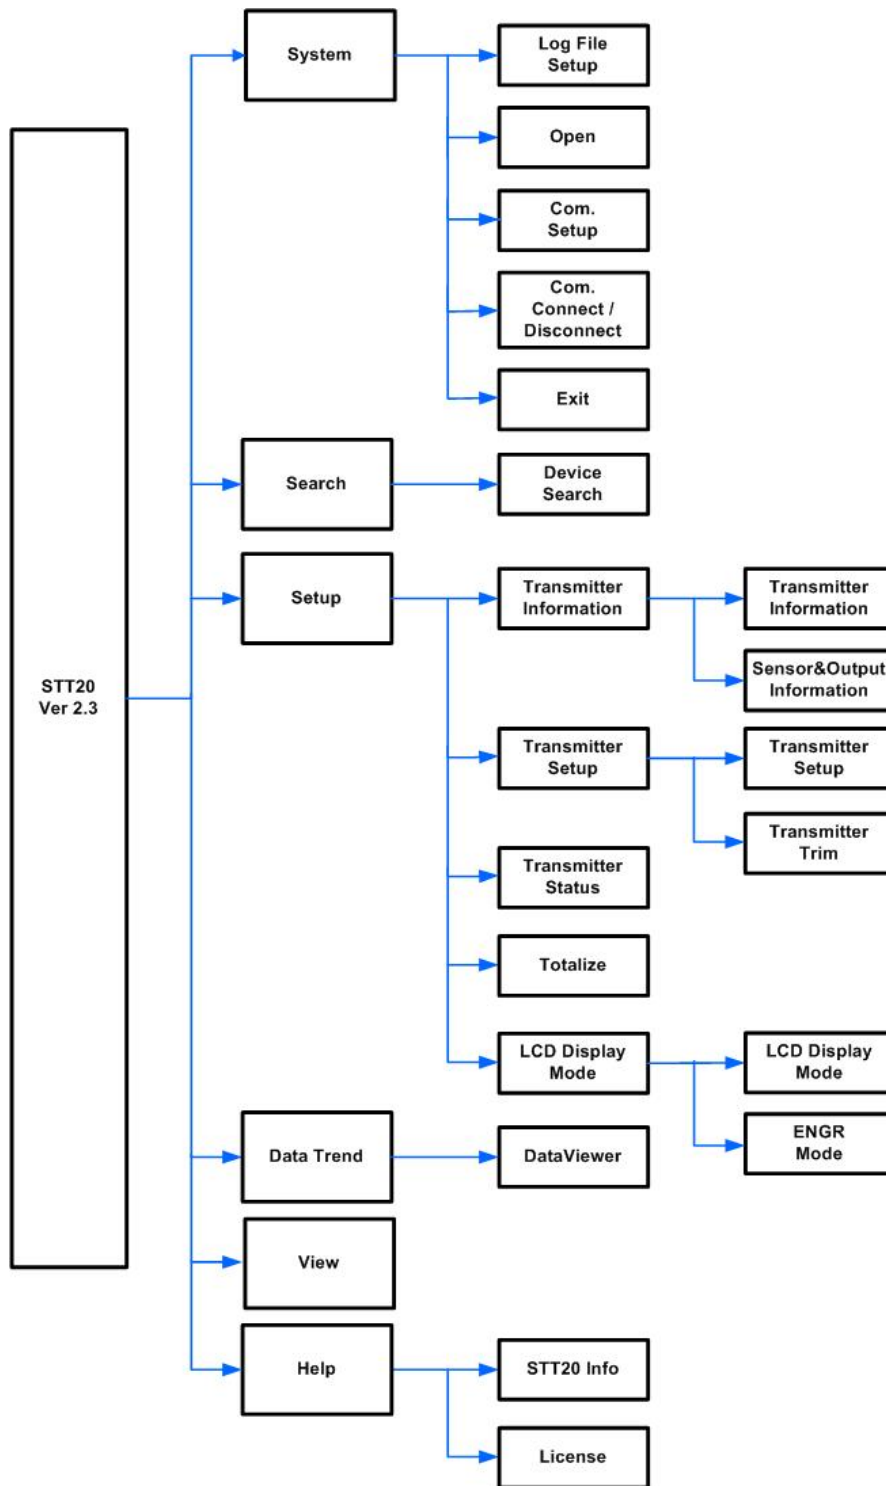 System
Log File
Setup
Open
Com.
Setup
Com.
Connect /
Disconnect
Exit
Search
Device
Search
Setup
Transmitter
Information
Transmitter
Information
Sensor&Output
Information
STT20
Ver 2.3
Transmitter
Setup
Transmitter
Setup
Transmitter
Trim
Transmitter
Status
Totalize
LCD Display
Mode
LCD Display
Mode
ENGR
Mode
Data Trend
DataViewer
View
Help
STT20 Info
License